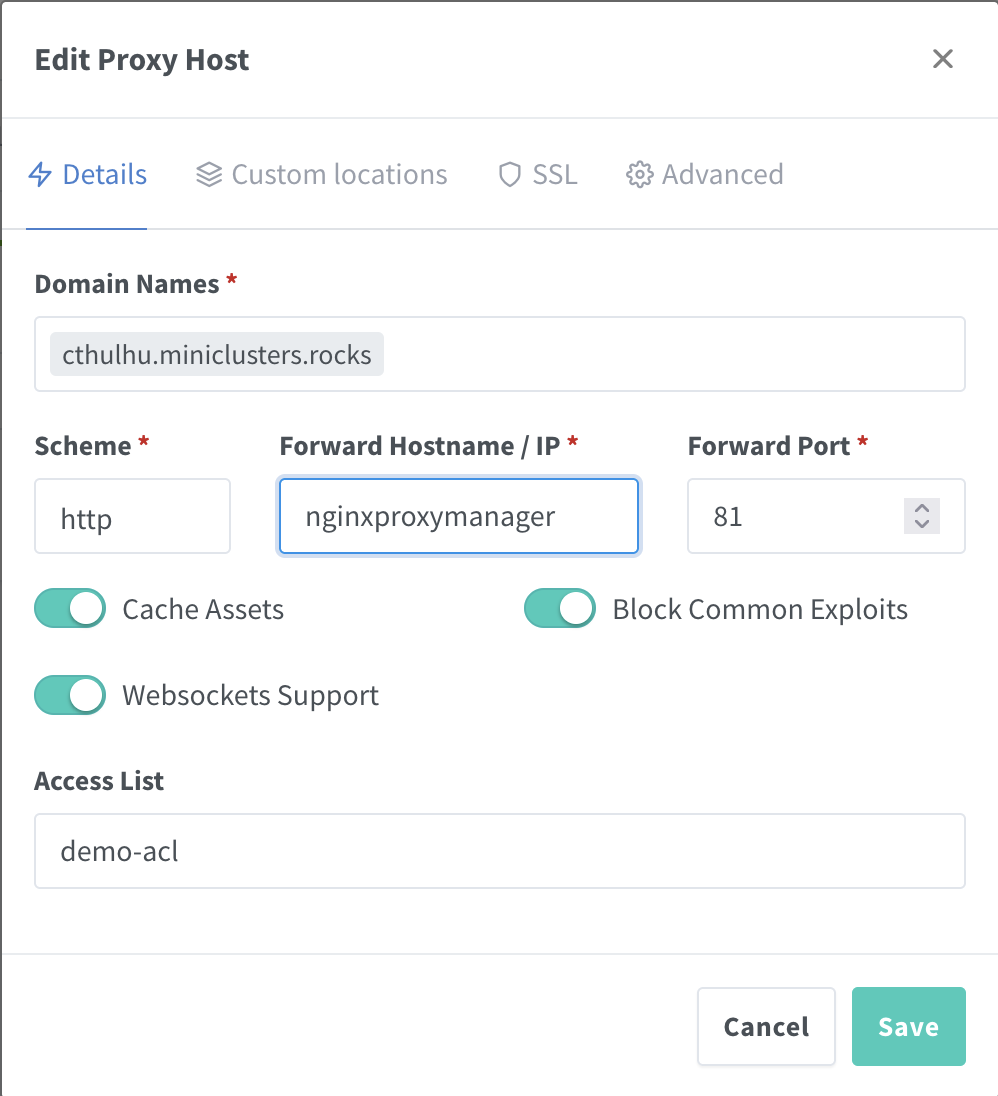 Edit Proxy Host
Details Custom locations SSL Advanced
Domain Names *
cthulhu.miniclusters.rocks
Scheme * Forward Hostname / IP * Forward Port *
http nginxproxymanager 81
Cache Assets Block Common Exploits
Websockets Support
Access List
demo-acl
Cancel Save